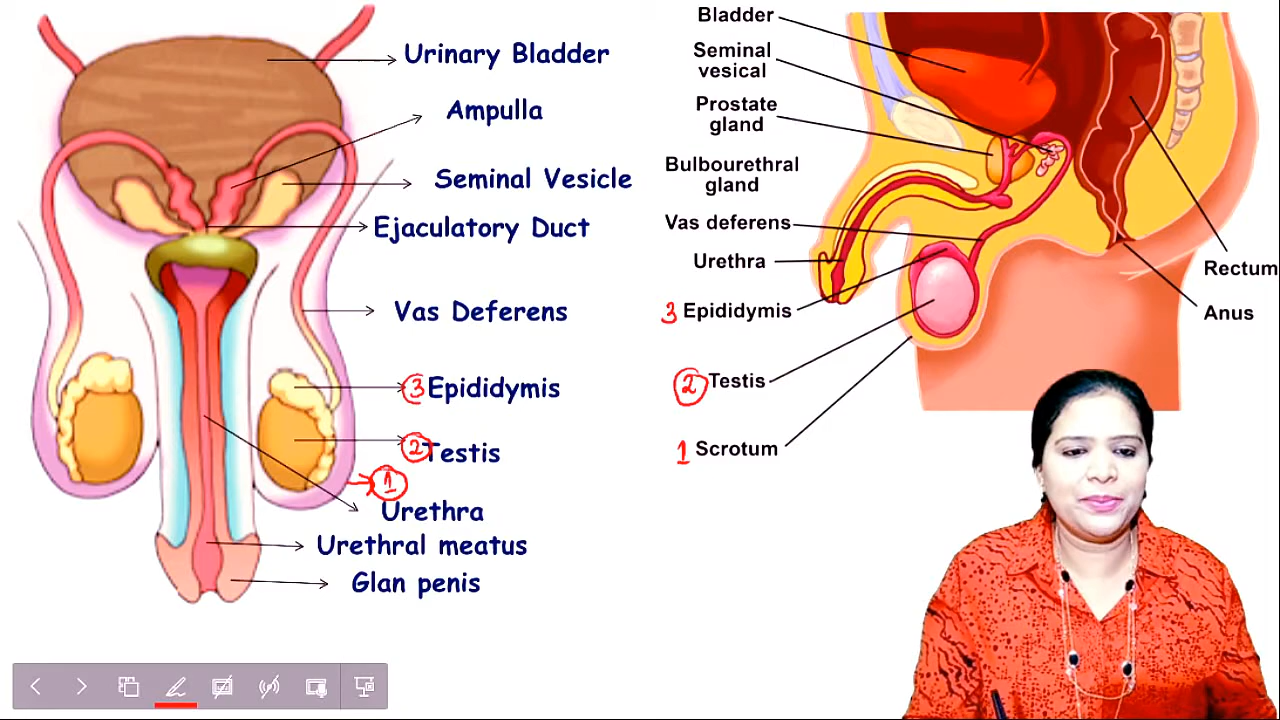 Urinary Bladder
Ampulla
Seminal Vesicle
Ejaculatory Duct
Vas Deferens
3 Epididymis
2 Testis
1
Urethra
Urethral meatus
Glan penis
Bladder
Seminal
vesical
Prostate
gland
Bulbourethral
gland
Vas deferens
Urethra
3 Epididymis
2 Testis
1 Scrotum
Rectum
Anus